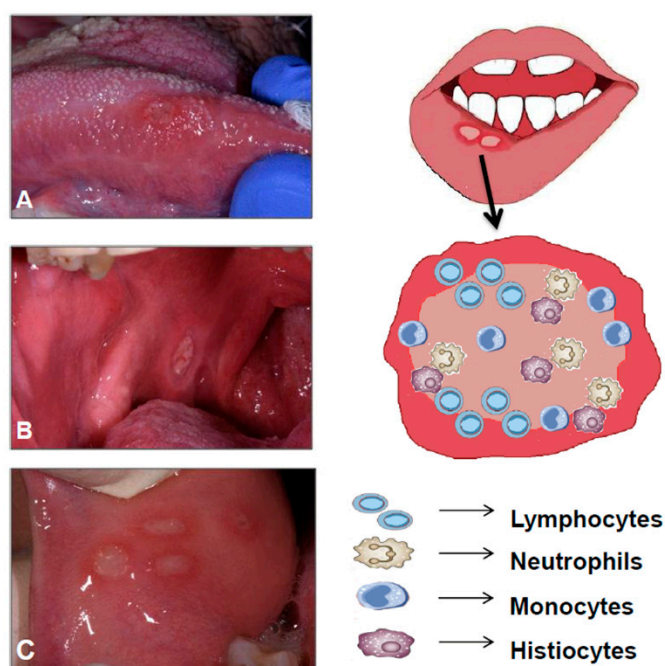 A
B
C
Lymphocytes
Neutrophils
Monocytes
Histiocytes